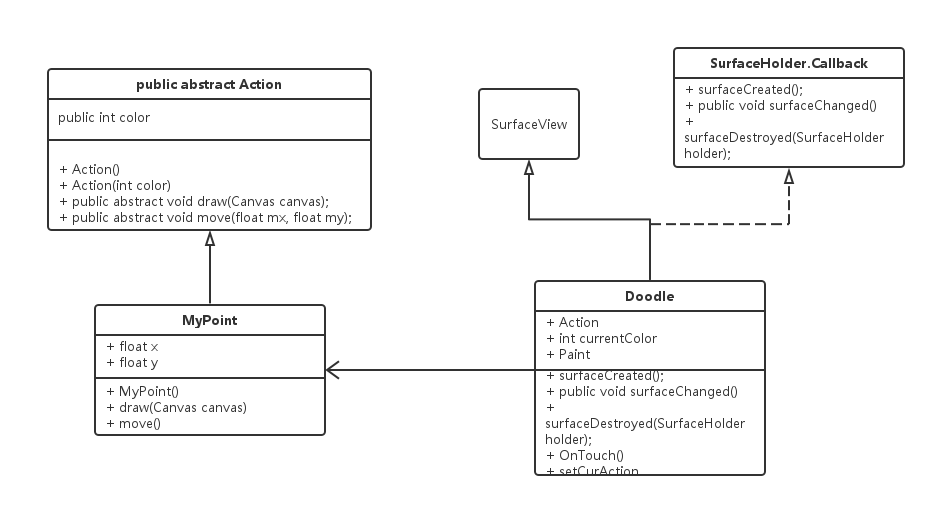 public abstract Action
public int color
+ Action()
+ Action(int color)
+ public abstract void draw(Canvas canvas);
+ public abstract void move(float mx, float my);
SurfaceView
SurfaceHolder.Callback
+ surfaceCreated();
+ public void surfaceChanged()
+
surfaceDestroyed(SurfaceHolder
holder);
MyPoint
+ float x
+ float y
+ MyPoint()
+ draw(Canvas canvas)
+ move()
Doodle
+ Action
+ int currentColor
+ Paint
+ surfaceCreated();
+ public void surfaceChanged()
+
surfaceDestroyed(SurfaceHolder
holder);
+ OnTouch()
+ setCurAction